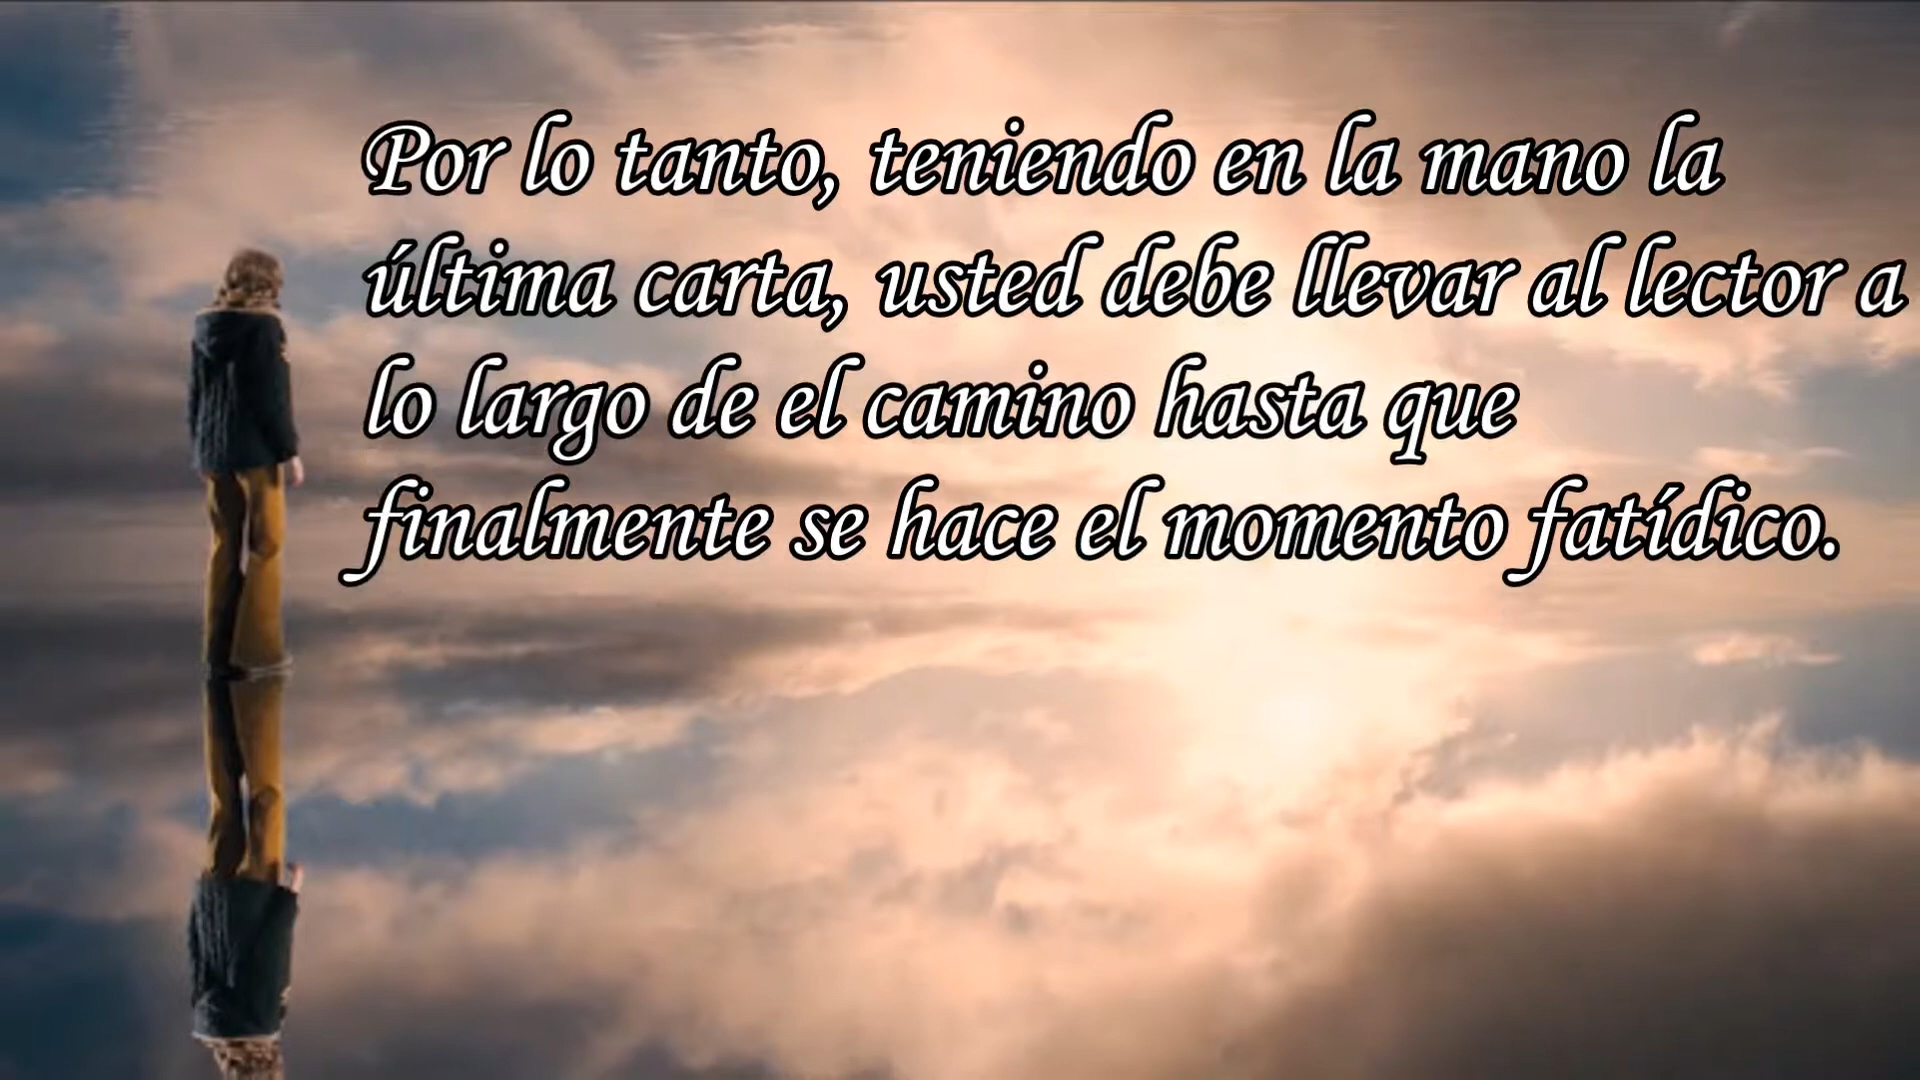 Por lo tanto, teniendo en la mano la
última carta, usted debe llevar al lector a
lo largo de el camino hasta que
finalmente se hace el momento fatídico.